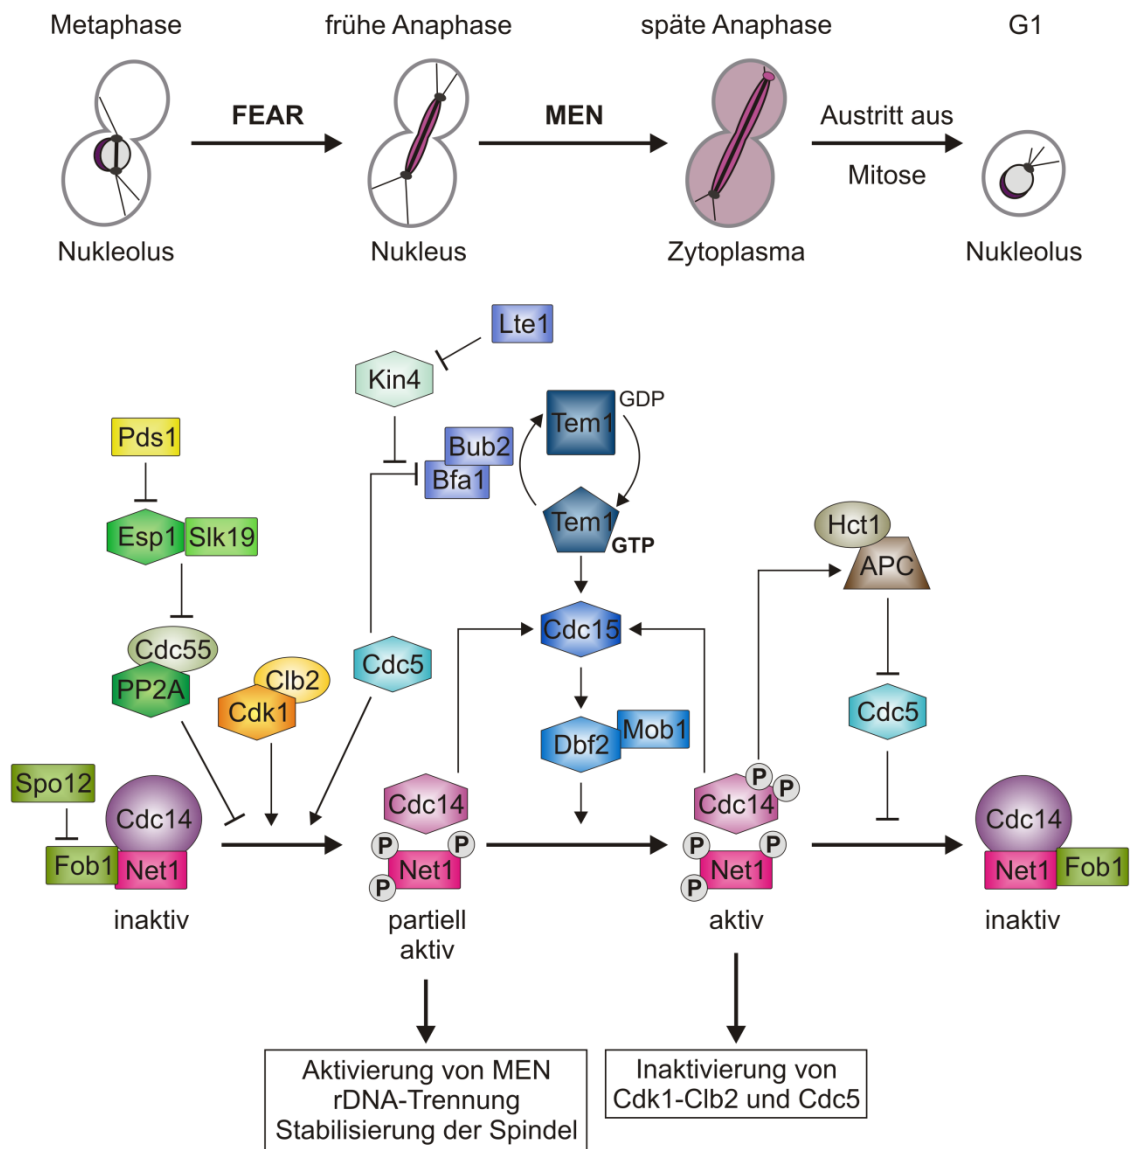 Metaphase
frühe Anaphase
späte Anaphase
G1
FEAR
MEN
Austritt aus
Mitose
Nukleolus
Nukleus
Zytoplasma
Nukleolus
Lte1
Kin4
Tem1
GDP
Pds1
Bub2
Bfa1
Esp1
Slk19
Tem1
GTP
Hct1
APC
Cdc55
PP2A
Clb2
Cdk1
Cdc5
Cdc15
Cdc5
Dbf2
Mob1
Spo12
Cdc14
Fob1
Net1
Cdc14
P
P
P
Net1
Cdc14
P
P
P
P
P
Net1
Cdc14
Net1
Fob1
inaktiv
partiell
aktiv
aktiv
inaktiv
Aktivierung von MEN
rDNA-Trennung
Stabilisierung der Spindel
Inaktivierung von
Cdk1-Clb2 und Cdc5